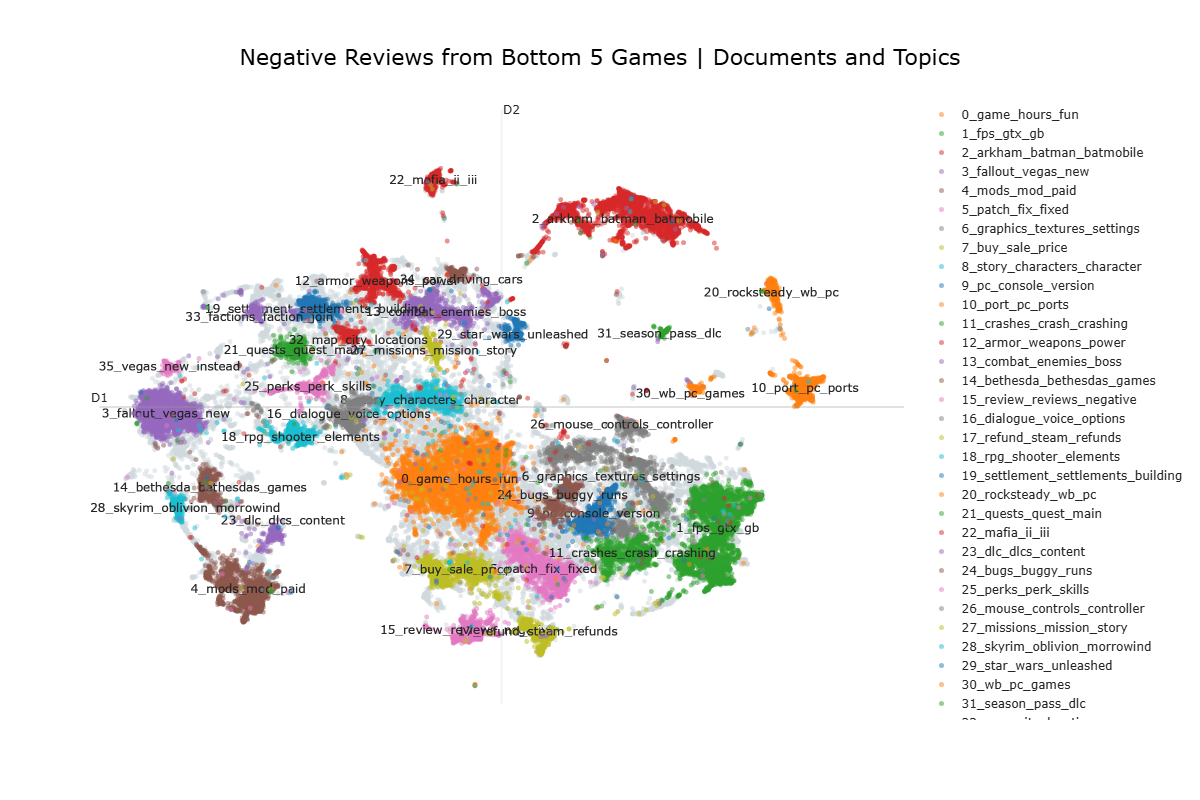 Negative Reviews from Bottom 5 Games | Documents and Topics
D2
D1
22_mafia_ii_iii
2_arkham_batman_batmobile
12_armor_weapons_power
34_car_driving_cars
20_rocksteady_wb_pc
19_settlement_settlements_building
33_factions_faction_join
13_combat_enemies_boss
29_star_wars_unleashed
31_season_pass_dlc
32_map_city_locations
21_quests_quest_main
27_missions_mission_story
35_vegas_new_instead
25_perks_perk_skills
10_port_pc_ports
30_wb_pc_games
8_story_characters_character
3_fallout_vegas_new
16_dialogue_voice_options
26_mouse_controls_controller
18_rpg_shooter_elements
0_game_hours_fun
6_graphics_textures_settings
14_bethesda_bethesdas_games
24_bugs_buggy_runs
28_skyrim_oblivion_morrowind
9_pc_console_version
23_dlc_dlcs_content
1_fps_gtx_gb
11_crashes_crash_crashing
7_buy_sale_price
5_patch_fix_fixed
4_mods_mod_paid
15_review_reviews_negative
17_refund_steam_refunds
0_game_hours_fun
1_fps_gtx_gb
2_arkham_batman_batmobile
3_fallout_vegas_new
4_mods_mod_paid
5_patch_fix_fixed
6_graphics_textures_settings
7_buy_sale_price
8_story_characters_character
9_pc_console_version
10_port_pc_ports
11_crashes_crash_crashing
12_armor_weapons_power
13_combat_enemies_boss
14_bethesda_bethesdas_games
15_review_reviews_negative
16_dialogue_voice_options
17_refund_steam_refunds
18_rpg_shooter_elements
19_settlement_settlements_building
20_rocksteady_wb_pc
21_quests_quest_main
22_mafia_ii_iii
23_dlc_dlcs_content
24_bugs_buggy_runs
25_perks_perk_skills
26_mouse_controls_controller
27_missions_mission_story
28_skyrim_oblivion_morrowind
29_star_wars_unleashed
30_wb_pc_games
31_season_pass_dlc